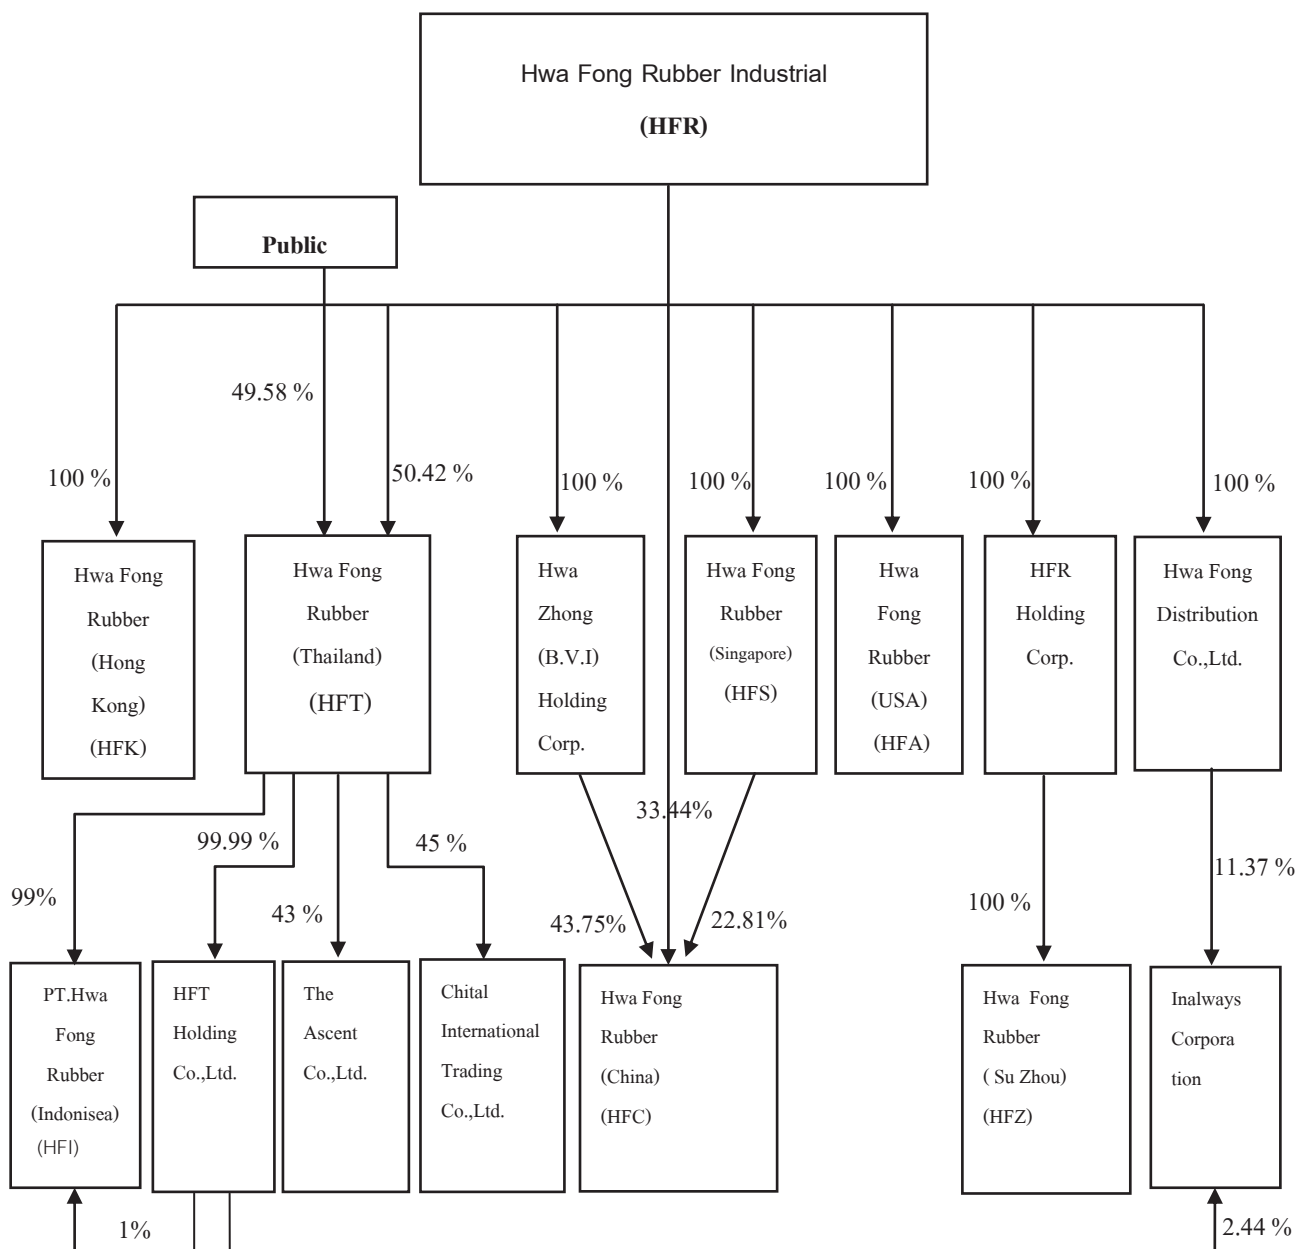 Hwa Fong Rubber Industrial
(HFR)
Public
49.58 %
100 %
50.42 %
100 %
100 %
100 %
100 %
100 %
Hwa Fong
Rubber
(Hong
Kong)
(HFK)
Hwa Fong
Rubber
(Thailand)
(HFT)
Hwa
Zhong
(B.V.I)
Holding
Corp.
Hwa Fong
Rubber
(Singapore)
(HFS)
Hwa
Fong
Rubber
(USA)
(HFA)
HFR
Holding
Corp.
Hwa Fong
Distribution
Co.,Ltd.
99%
99.99 %
43 %
45 %
33.44%
43.75%
22.81%
100 %
11.37 %
PT.Hwa
Fong
Rubber
(Indonisea)
(HFI)
HFT
Holding
Co.,Ltd.
The
Ascent
Co.,Ltd.
Chital
International
Trading
Co.,Ltd.
Hwa Fong
Rubber
(China)
(HFC)
Hwa Fong
Rubber
( Su Zhou)
(HFZ)
Inalways
Corpora
tion
1%
2.44 %